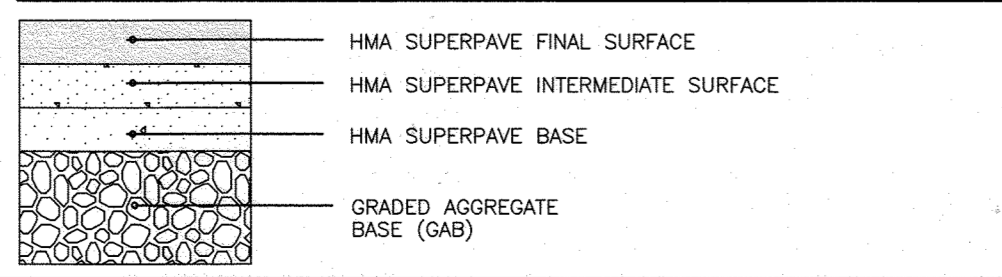 HMA SUPERPAVE FINAL SURFACE
HMA SUPERPAVE INTERMEDIATE SURFACE
HMA SUPERPAVE BASE
GRADED AGGREGATE
BASE (GAB)